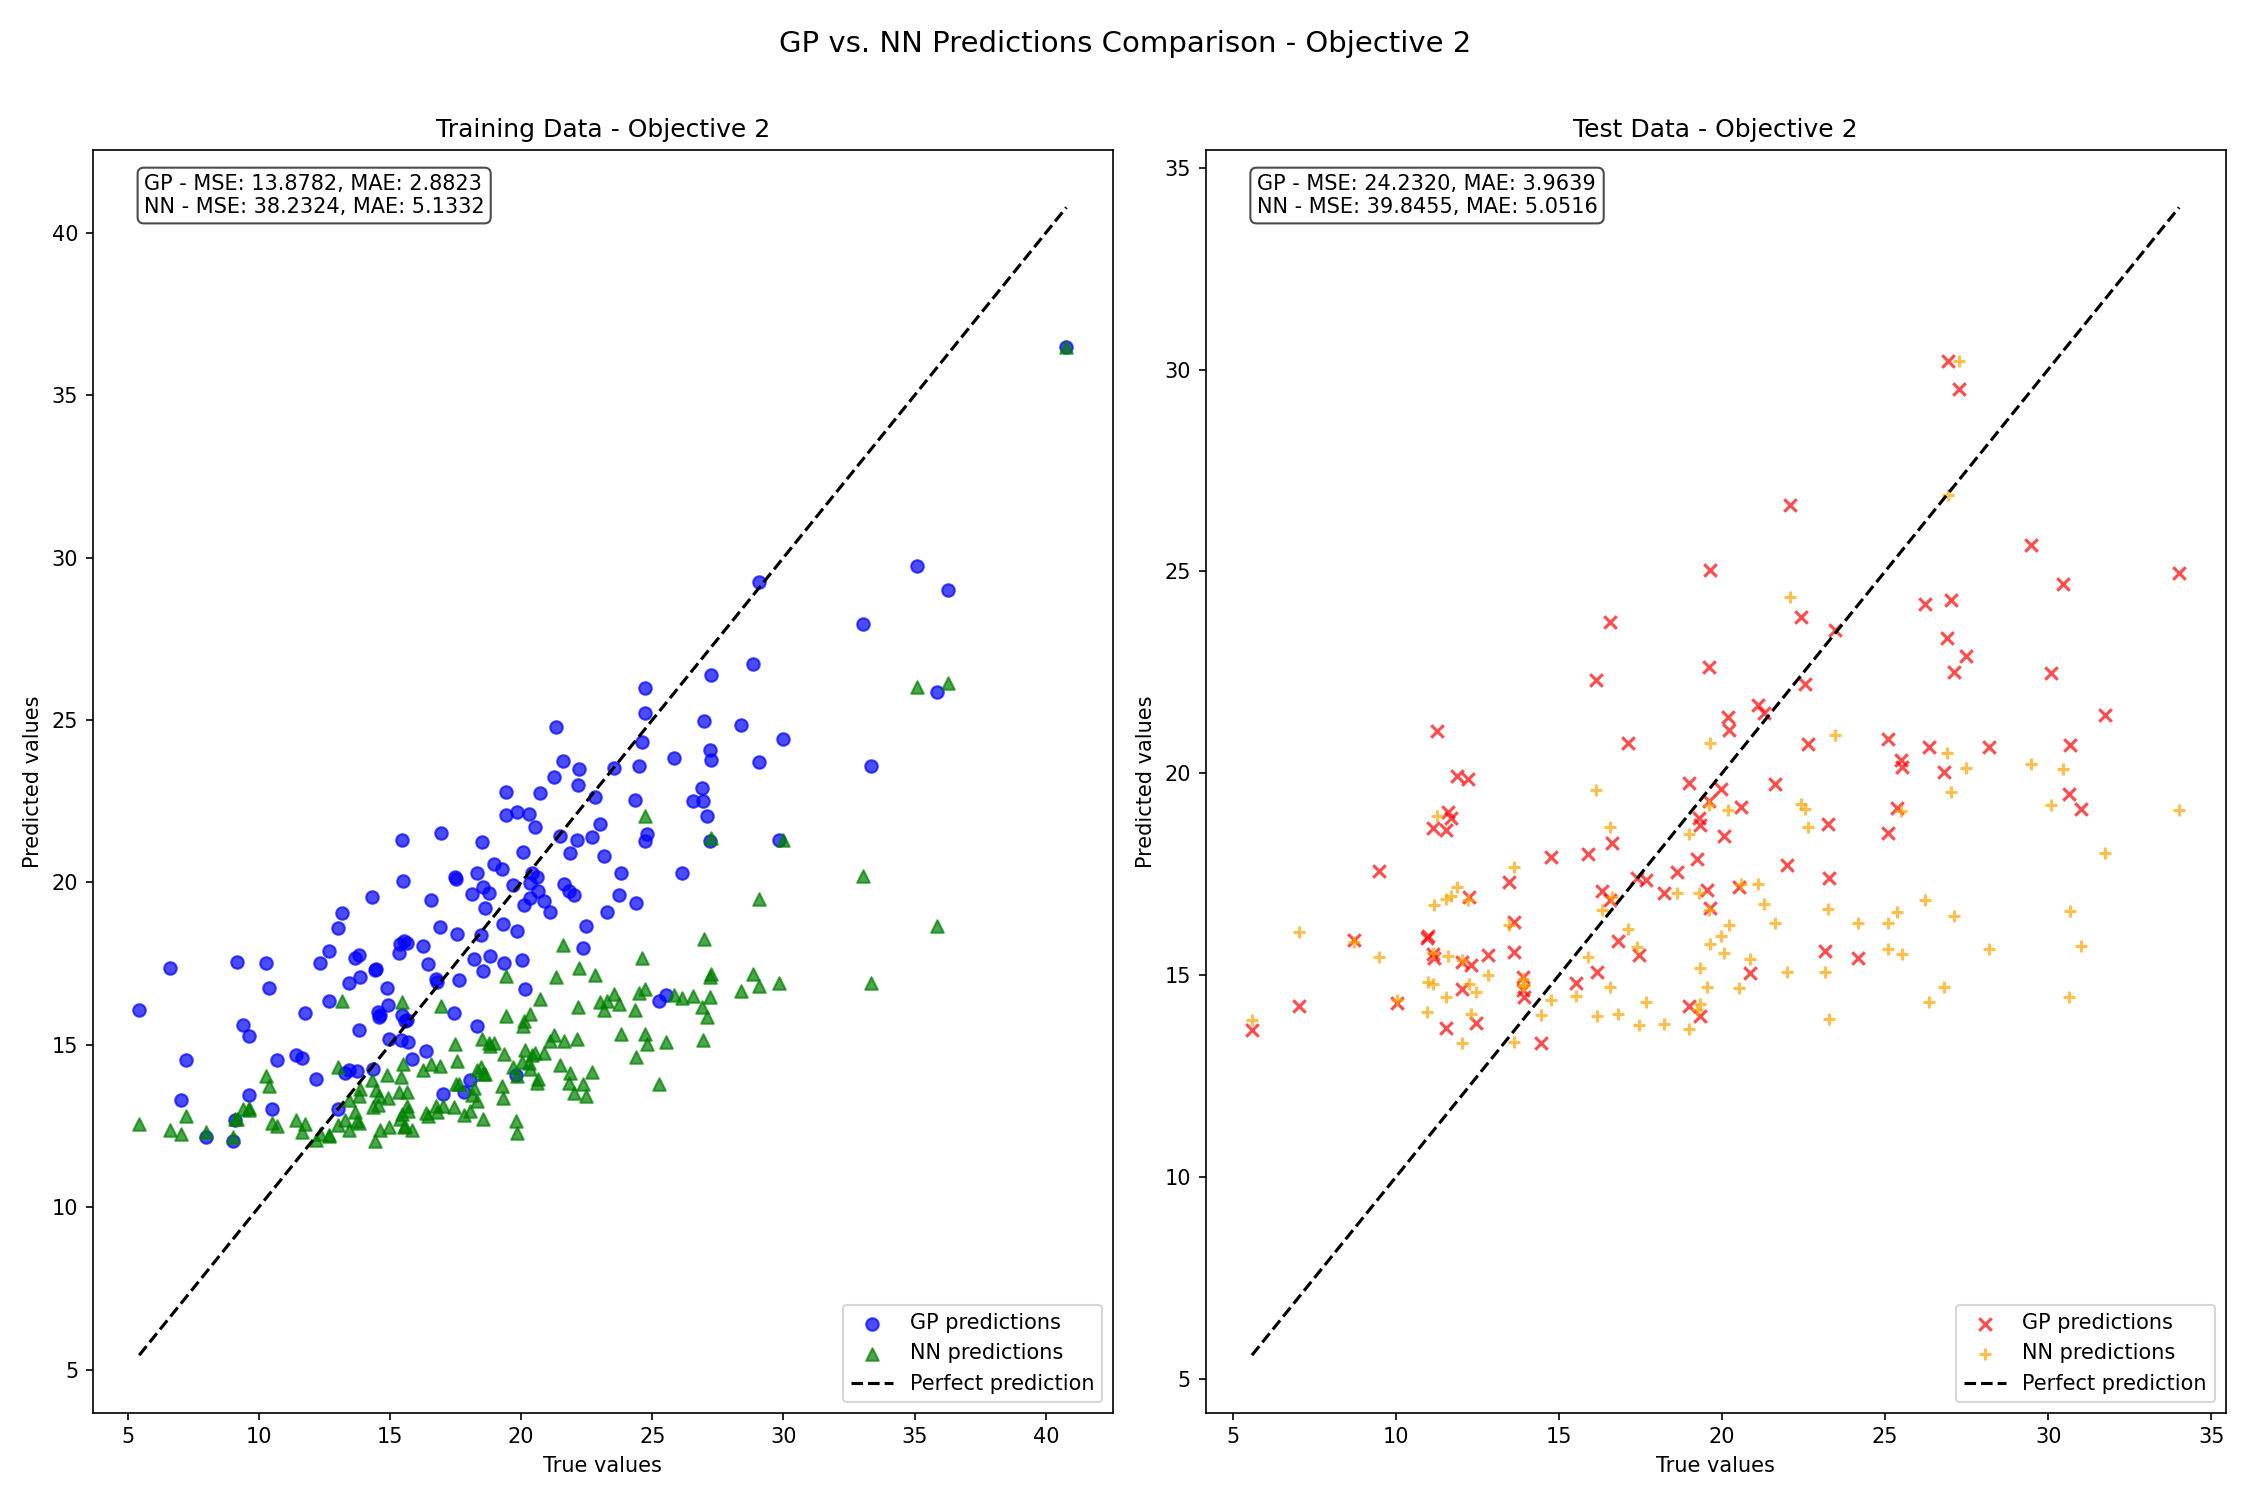 GP vs. NN Predictions Comparison - Objective 2
Training Data - Objective 2
GP - MSE: 13.8782, MAE: 2.8823
NN - MSE: 38.2324, MAE: 5.1332
40
35
30
25
20
15
10
5
Predicted values
GP predictions
NN predictions
Perfect prediction
5 10 15 20 25 30 35 40
True values
Test Data - Objective 2
GP - MSE: 24.2320, MAE: 3.9639
NN - MSE: 39.8455, MAE: 5.0516
35
30
25
20
15
10
5
Predicted values
GP predictions
NN predictions
Perfect prediction
5 10 15 20 25 30 35
True values